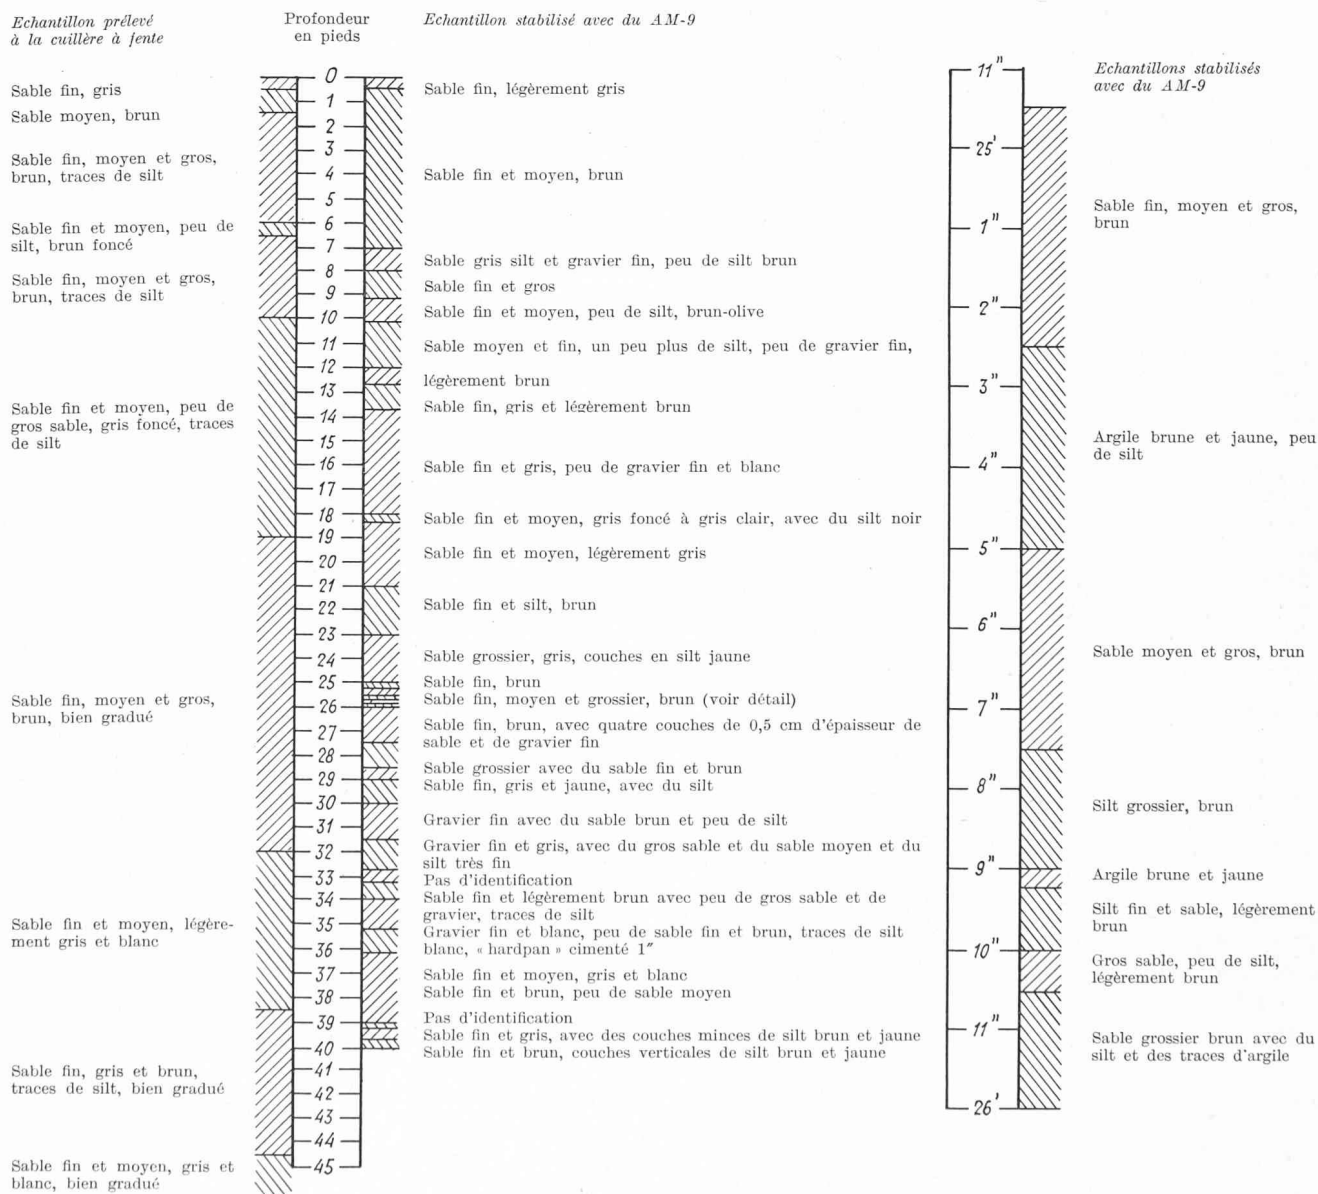 Echantillon prélevé
à la cuillère à fente
Sable fin, gris
Sable moyen, brun
Sable fin, moyen et gros,
brun, traces de silt
Sable fin et moyen, peu de
silt, brun foncé
Sable fin, moyen et gros,
brun, traces de silt
Sable fin et moyen, peu de
gros sable, gris foncé, traces
de silt
Sable fin, moyen et gros,
brun, bien gradué
Sable fin et moyen, légère-
ment gris et blanc
Sable fin, gris et brun,
traces de silt, bien gradué
Sable fin et moyen, gris et
blanc, bien gradué
Profondeur
en pieds
0
1
2
3
4
5
6
7
8
9
10
11
12
13
14
15
16
17
18
19
20
21
22
23
24
25
26
27
28
29
30
31
32
33
34
35
36
37
38
39
40
41
42
43
44
45
Echantillon stabilisé avec du AM-9
Sable fin, légèrement gris
Sable fin et moyen, brun
Sable gris silt et gravier fin, peu de silt brun
Sable fin et gros
Sable fin et moyen, peu de silt, brun-olive
Sable moyen et fin, un peu plus de silt, peu de gravier fin,
légèrement brun
Sable fin, gris et légèrement brun
Sable fin et gris, peu de gravier fin et blanc
Sable fin et moyen, gris foncé à gris clair, avec du silt noir
Sable fin et moyen, légèrement gris
Sable fin et silt, brun
Sable grossier, gris, couches en silt jaune
Sable fin, brun
Sable fin, moyen et grossier, brun (voir détail)
Sable fin, brun, avec quatre couches de 0,5 cm d'épaisseur de
sable et de gravier fin
Sable grossier avec du sable fin et brun
Sable fin, gris et jaune, avec du silt
Gravier fin avec du sable brun et peu de silt
Gravier fin et gris, avec du gros sable et du sable moyen et du
silt très fin
Pas d'identification
Sable fin et légèrement brun avec peu de gros sable et de
gravier, traces de silt
Gravier fin et blanc, peu de sable fin et brun, traces de silt
blanc, « hardpan » cimenté 1″
Sable fin et moyen, gris et blanc
Sable fin et brun, peu de sable moyen
Pas d'identification
Sable fin et gris, avec des couches minces de silt brun et jaune
Sable fin et brun, couches verticales de silt brun et jaune
11"
25'
1"
2"
3"
4"
5"
6"
7"
8"
9"
10"
11"
26'
Echantillons stabilisés
avec du AM-9
Sable fin, moyen et gros,
brun
Argile brune et jaune, peu
de silt
Sable moyen et gros, brun
Silt grossier, brun
Argile brune et jaune
Silt fin et sable, légèrement
brun
Gros sable, peu de silt,
légèrement brun
Sable grossier brun avec du
silt et des traces d'argile